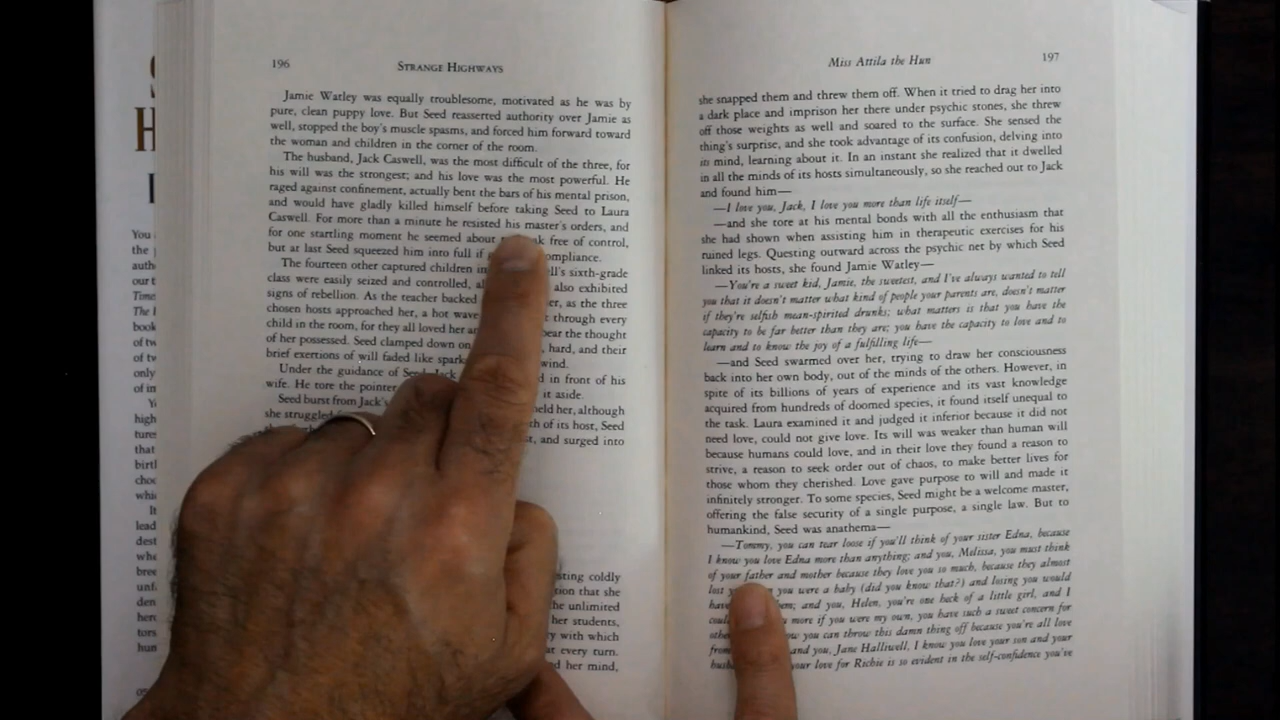 196
STRANGE HIGHWAYS
Jamie Watley was equally troublesome, motivated as he was by
pure, clean puppy love. But Seed reasserted authority over Jamie as
well, stopped the boy's muscle spasms, and forced him forward toward
the woman and children in the corner of the room.
The husband, Jack Caswell, was the most difficult of the three, for
his will was the strongest; and his love was the most powerful. He
raged against confinement, actually bent the bars of his mental prison,
and would have gladly killed himself before taking Seed to Laura
Caswell. For more than a minute he resisted his master's orders, and
for one startling moment he seemed about free of control,
but at last Seed squeezed him into full if compliance.
The fourteen other captured children in sixth-grade
class were easily seized and controlled, also exhibited
signs of rebellion. As the teacher backed as the three
chosen hosts approached her, a hot wave through every
child in the room, for they all loved her the thought
of her possessed. Seed clamped down on hard, and their
brief exertions of will faded like
Under the guidance of in front of his
wife. He tore the pointer it aside.
Seed burst from Jack's held her, although
she struggled of its host, Seed
and surged into
coldly
that she
unlimited
her students,
with which
every turn.
her mind,
Miss Attila the Hun
197
she snapped them and threw them off. When it tried to drag her into
a dark place and imprison her there under psychic stones, she threw
off those weights as well and soared to the surface. She sensed the
thing's surprise, and she took advantage of its confusion, delving into
its mind, learning about it. In an instant she realized that it dwelled
in all the minds of its hosts simultaneously, so she reached out to Jack
and found him—
—I love you, Jack, I love you more than life itself—
—and she tore at his mental bonds with all the enthusiasm that
she had shown when assisting him in therapeutic exercises for his
ruined legs. Questing outward across the psychic net by which Seed
linked its hosts, she found Jamie Watley—
—You're a sweet kid, Jamie, the sweetest, and I've always wanted to tell
you that it doesn't matter what kind of people your parents are, doesn't matter
if they're selfish mean-spirited drunks; what matters is that you have the
capacity to be far better than they are; you have the capacity to love and to
learn and to know the joy of a fulfilling life—
—and Seed swarmed over her, trying to draw her consciousness
back into her own body, out of the minds of the others. However, in
spite of its billions of years of experience and its vast knowledge
acquired from hundreds of doomed species, it found itself unequal to
the task. Laura examined it and judged it inferior because it did not
need love, could not give love. Its will was weaker than human will
because humans could love, and in their love they found a reason to
strive, a reason to seek order out of chaos, to make better lives for
those whom they cherished. Love gave purpose to will and made it
infinitely stronger. To some species, Seed might be a welcome master,
offering the false security of a single purpose, a single law. But to
humankind, Seed was anathema—
—Tommy, you can tear loose if you'll think of your sister Edna, because
I know you love Edna more than anything; and you, Melissa, you must think
of your father and mother because they love you so much, because they almost
lost you were a baby (did you know that?) and losing you would
have and you, Helen, you're one heck of a little girl, and I
more if you were my own, you have such a sweet concern for
you can throw this damn thing off because you're all love
from and you, Jane Halliwell, I know you love your son and your
your love for Richie is so evident in the self-confidence you've